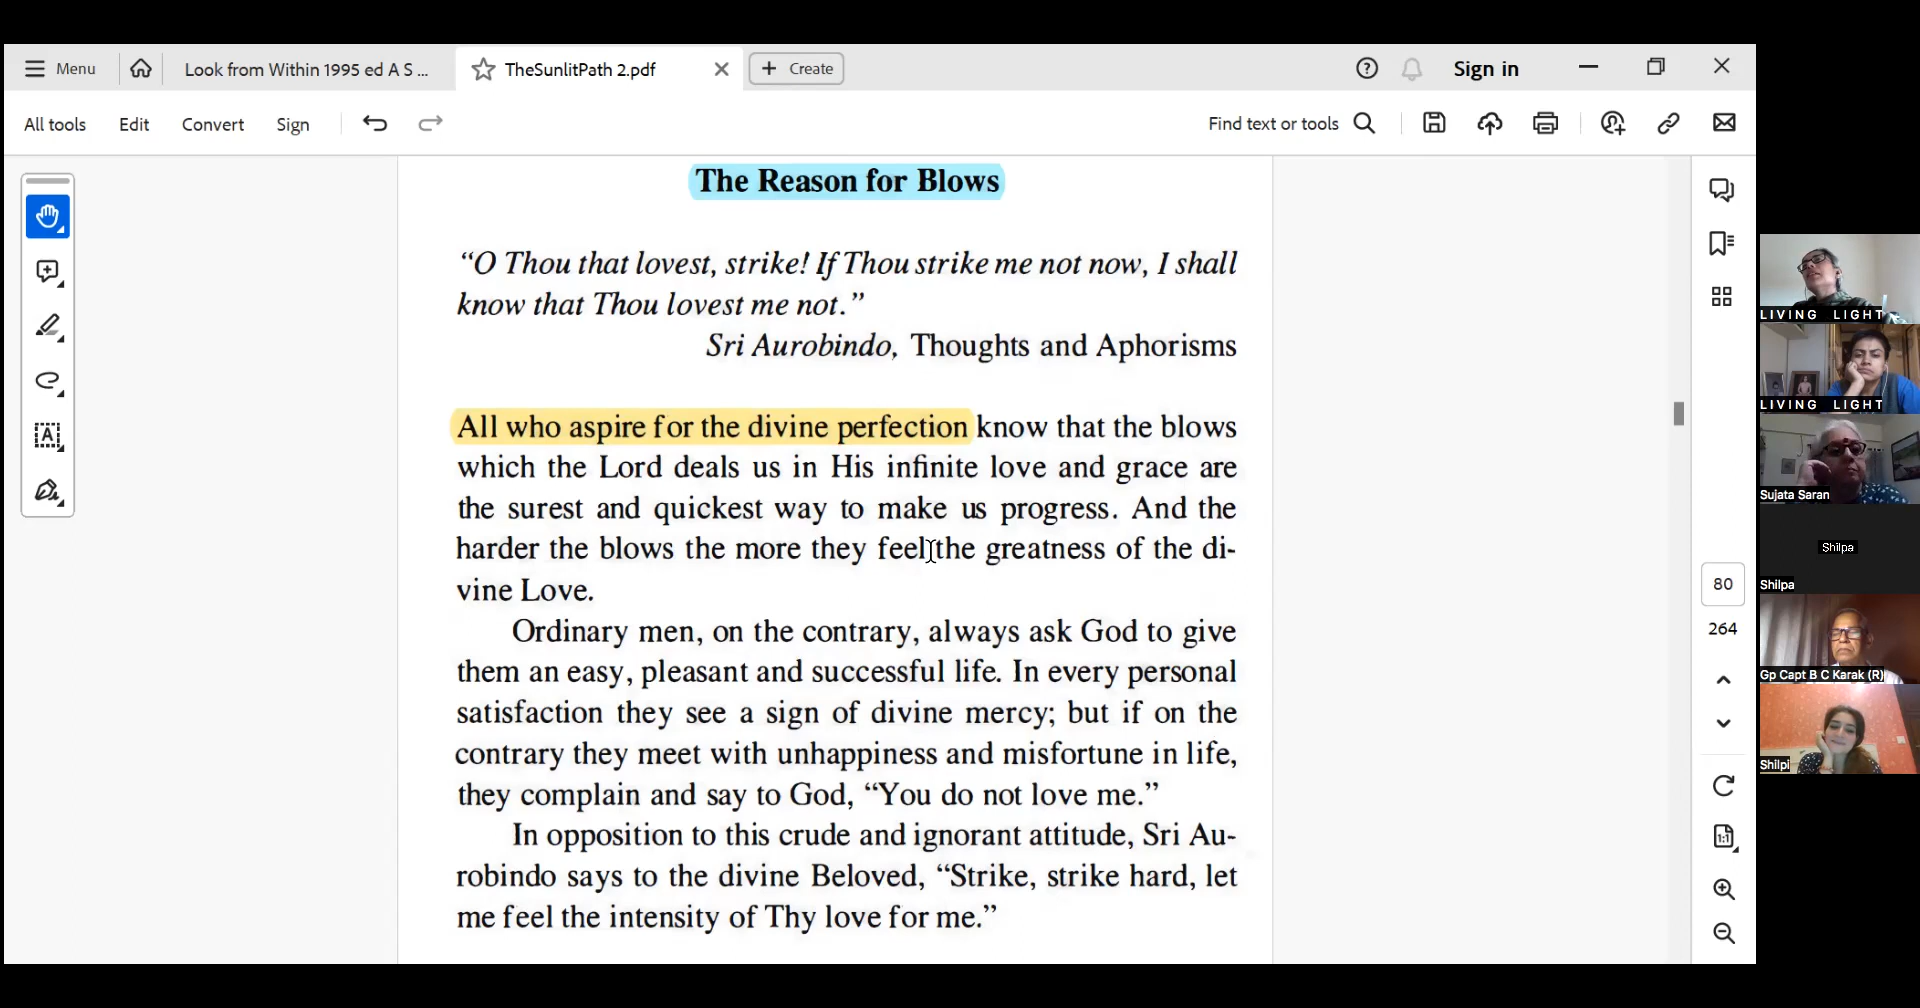 Menu
Look from Within 1995 ed A S ...
TheSunlitPath 2.pdf
Create
Sign in
All tools
Edit
Convert
Sign
Find text or tools
The Reason for Blows
“O Thou that lovest, strike! If Thou strike me not now, I shall
know that Thou lovest me not.”
Sri Aurobindo, Thoughts and Aphorisms
All who aspire for the divine perfection know that the blows
which the Lord deals us in His infinite love and grace are
the surest and quickest way to make us progress. And the
harder the blows the more they feel the greatness of the di-
vine Love.
Ordinary men, on the contrary, always ask God to give
them an easy, pleasant and successful life. In every personal
satisfaction they see a sign of divine mercy; but if on the
contrary they meet with unhappiness and misfortune in life,
they complain and say to God, “You do not love me.”
In opposition to this crude and ignorant attitude, Sri Au-
robindo says to the divine Beloved, “Strike, strike hard, let
me feel the intensity of Thy love for me.”
80
264
1:1
LIVING LIGHT
LIVING LIGHT
Sujata Saran
Shilpa
Shilpa
Gp Capt B C Karak (R)
Shilpi